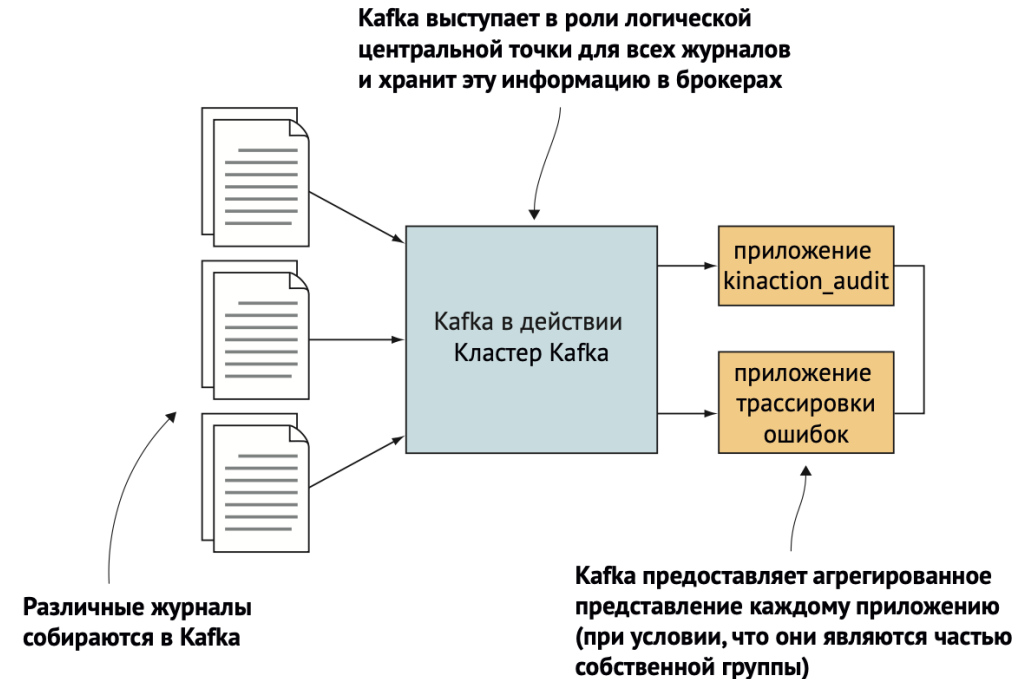 Kafka выступает в роли логической
центральной точки для всех журналов
и хранит эту информацию в брокерах
Kafka в действии
Кластер Kafka
приложение
kinaction_audit
приложение
трассировки
ошибок
Различные журналы
собираются в Kafka
Kafka предоставляет агрегированное
представление каждому приложению
(при условии, что они являются частью
собственной группы)